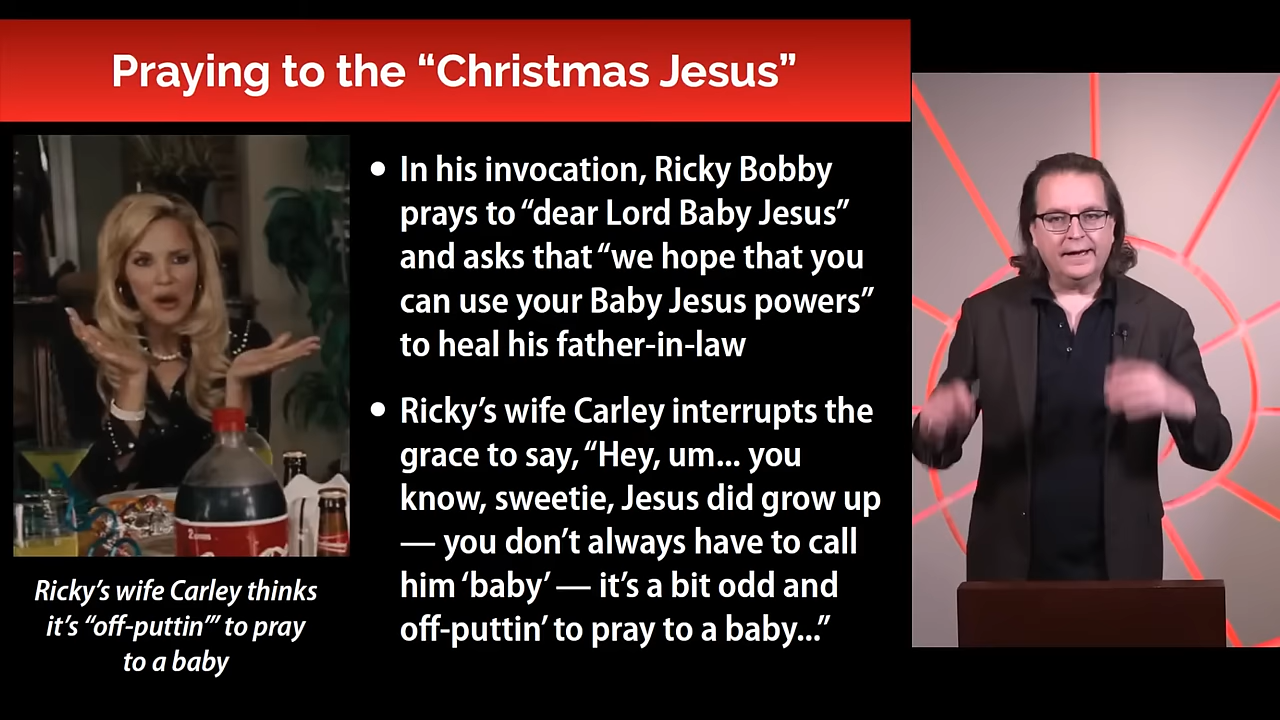 Praying to the “Christmas Jesus”
• In his invocation, Ricky Bobby
prays to “dear Lord Baby Jesus”
and asks that “we hope that you
can use your Baby Jesus powers”
to heal his father-in-law
• Ricky’s wife Carley interrupts the
grace to say, “Hey, um... you
know, sweetie, Jesus did grow up
— you don’t always have to call
him ‘baby’ — it’s a bit odd and
off-puttin’ to pray to a baby...”
Ricky’s wife Carley thinks
it’s “off-puttin’” to pray
to a baby